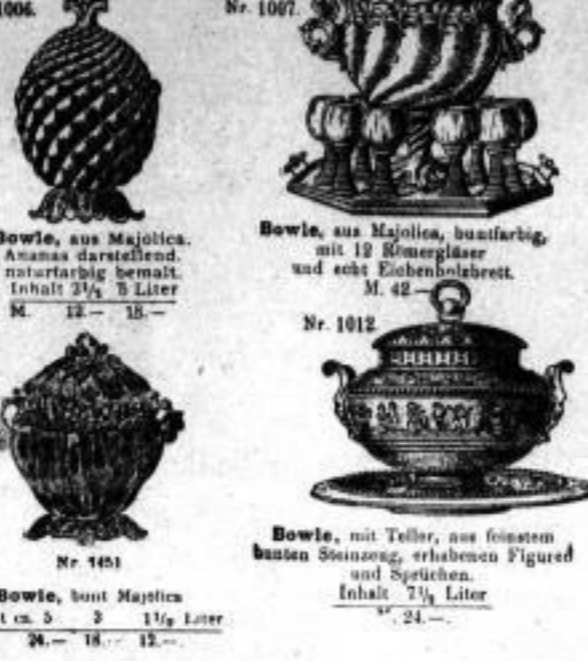 1006.
Bowle, aus Majolica.
Ananas darstellend.
naturfarbig bemalt.
Inhalt 2½ 5 Liter
M. 12.— 18.—
Nr. 1007.
Bowle, aus Majolica, buntfarbig,
mit 12 Römergläser
und echt Eichenholzbrett.
M. 42.—
Nr. 1451
Bowle, bunt Majolica
t ca. 5 3 1½ Liter
24.— 18.— 12.—.
Nr. 1012
Bowle, mit Teller, aus feinstem
bunten Steinzeug, erhabenen Figured
und Sprüchen.
Inhalt 7½ Liter
24.—.